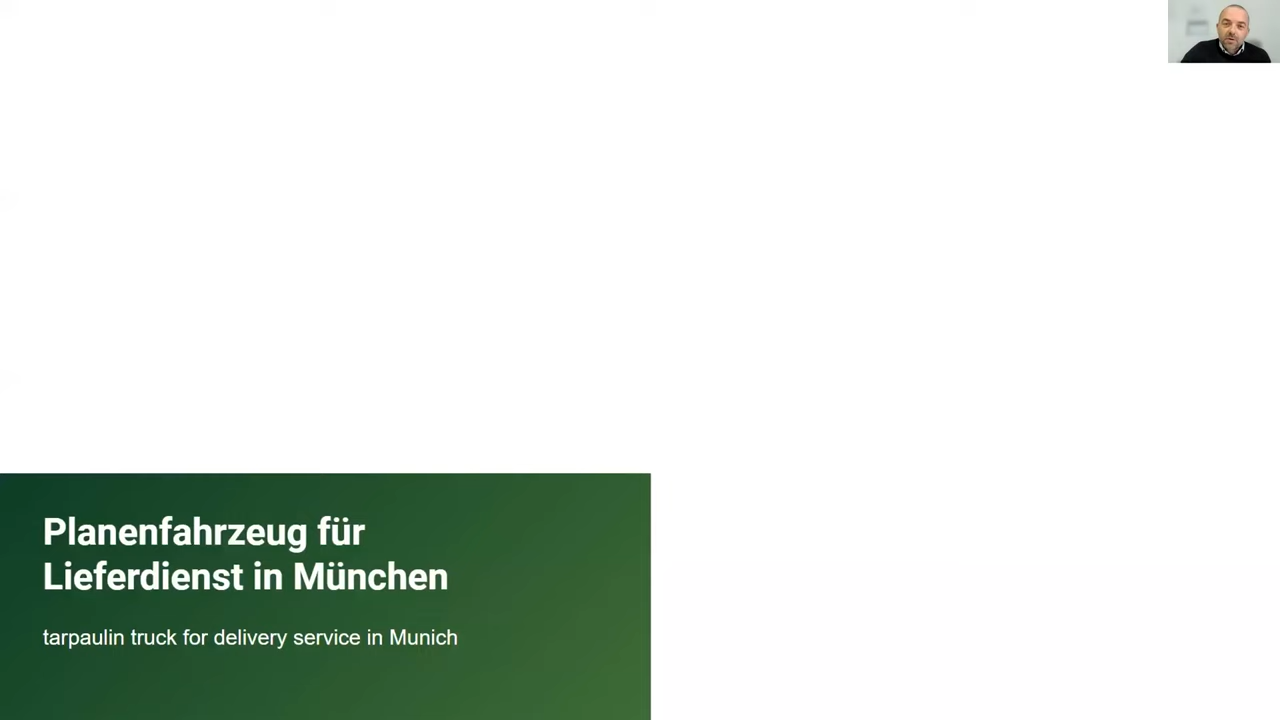 Planenfahrzeug für
Lieferdienst in München
tarpaulin truck for delivery service in Munich